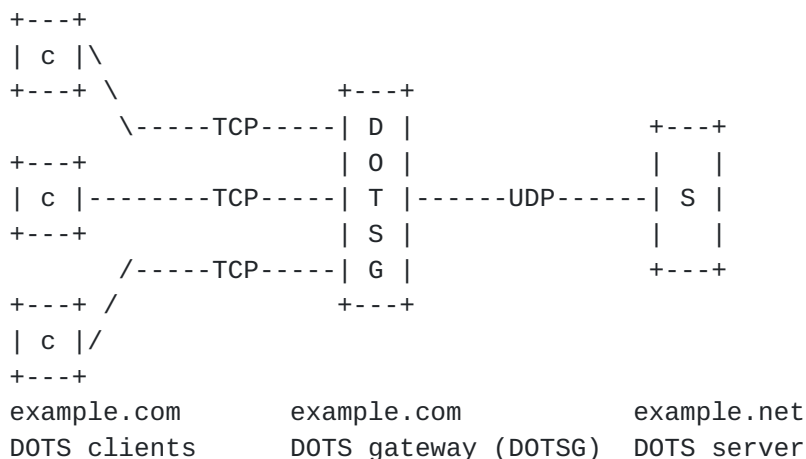 +---+
| c |\
+---+ \                +---+
       \-----TCP-----| D |               +---+
+---+                | O |               |   |
| c |--------TCP-----| T |------UDP------| S |
+---+                | S |               |   |
       /-----TCP-----| G |               +---+
+---+ /                +---+
| c |/
+---+
example.com       example.com           example.net
DOTS clients      DOTS gateway (DOTSG)  DOTS server